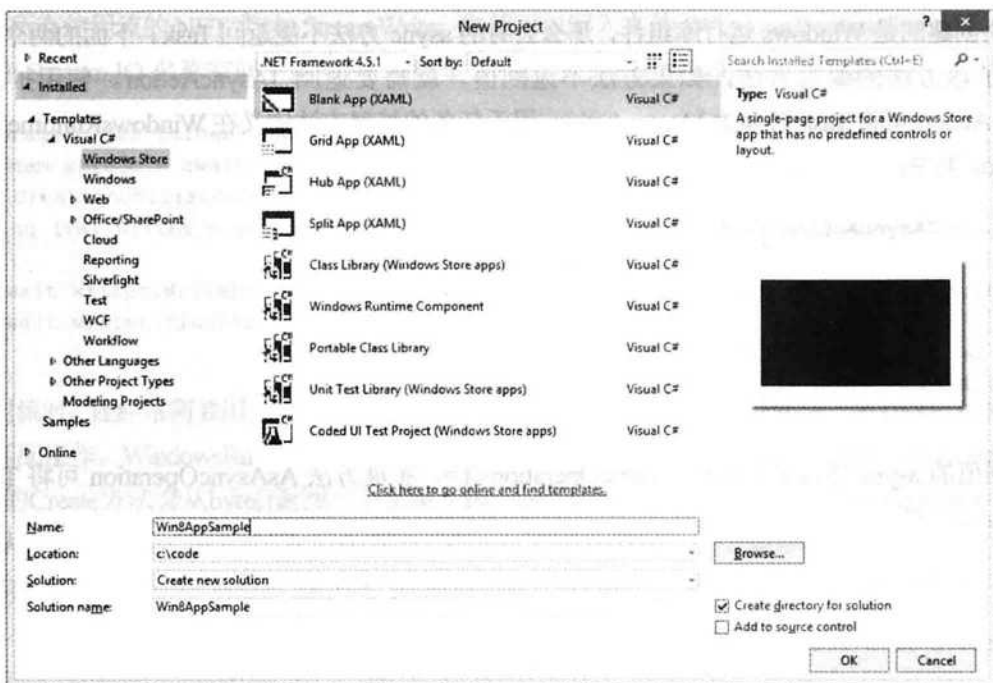 New Project
? ×
Recent
Installed
Templates
Visual C#
Windows Store
Windows
Web
Office/SharePoint
Cloud
Reporting
Silverlight
Test
WCF
Workflow
Other Languages
Other Project Types
Modeling Projects
Samples
Online
.NET Framework 4.5.1 Sort by: Default
Blank App (XAML) Visual C#
Grid App (XAML) Visual C#
Hub App (XAML) Visual C#
Split App (XAML) Visual C#
Class Library (Windows Store apps) Visual C#
Windows Runtime Component Visual C#
Portable Class Library Visual C#
Unit Test Library (Windows Store apps) Visual C#
Coded UI Test Project (Windows Store apps) Visual C#
Click here to go online and find templates.
Search Installed Templates (Ctrl+E)
Type: Visual C#
A single-page project for a Windows Store
app that has no predefined controls or
layout.
Name: Win8AppSample
Location: c:\code
Browse...
Solution: Create new solution
Solution name: Win8AppSample
Create directory for solution
Add to source control
OK Cancel